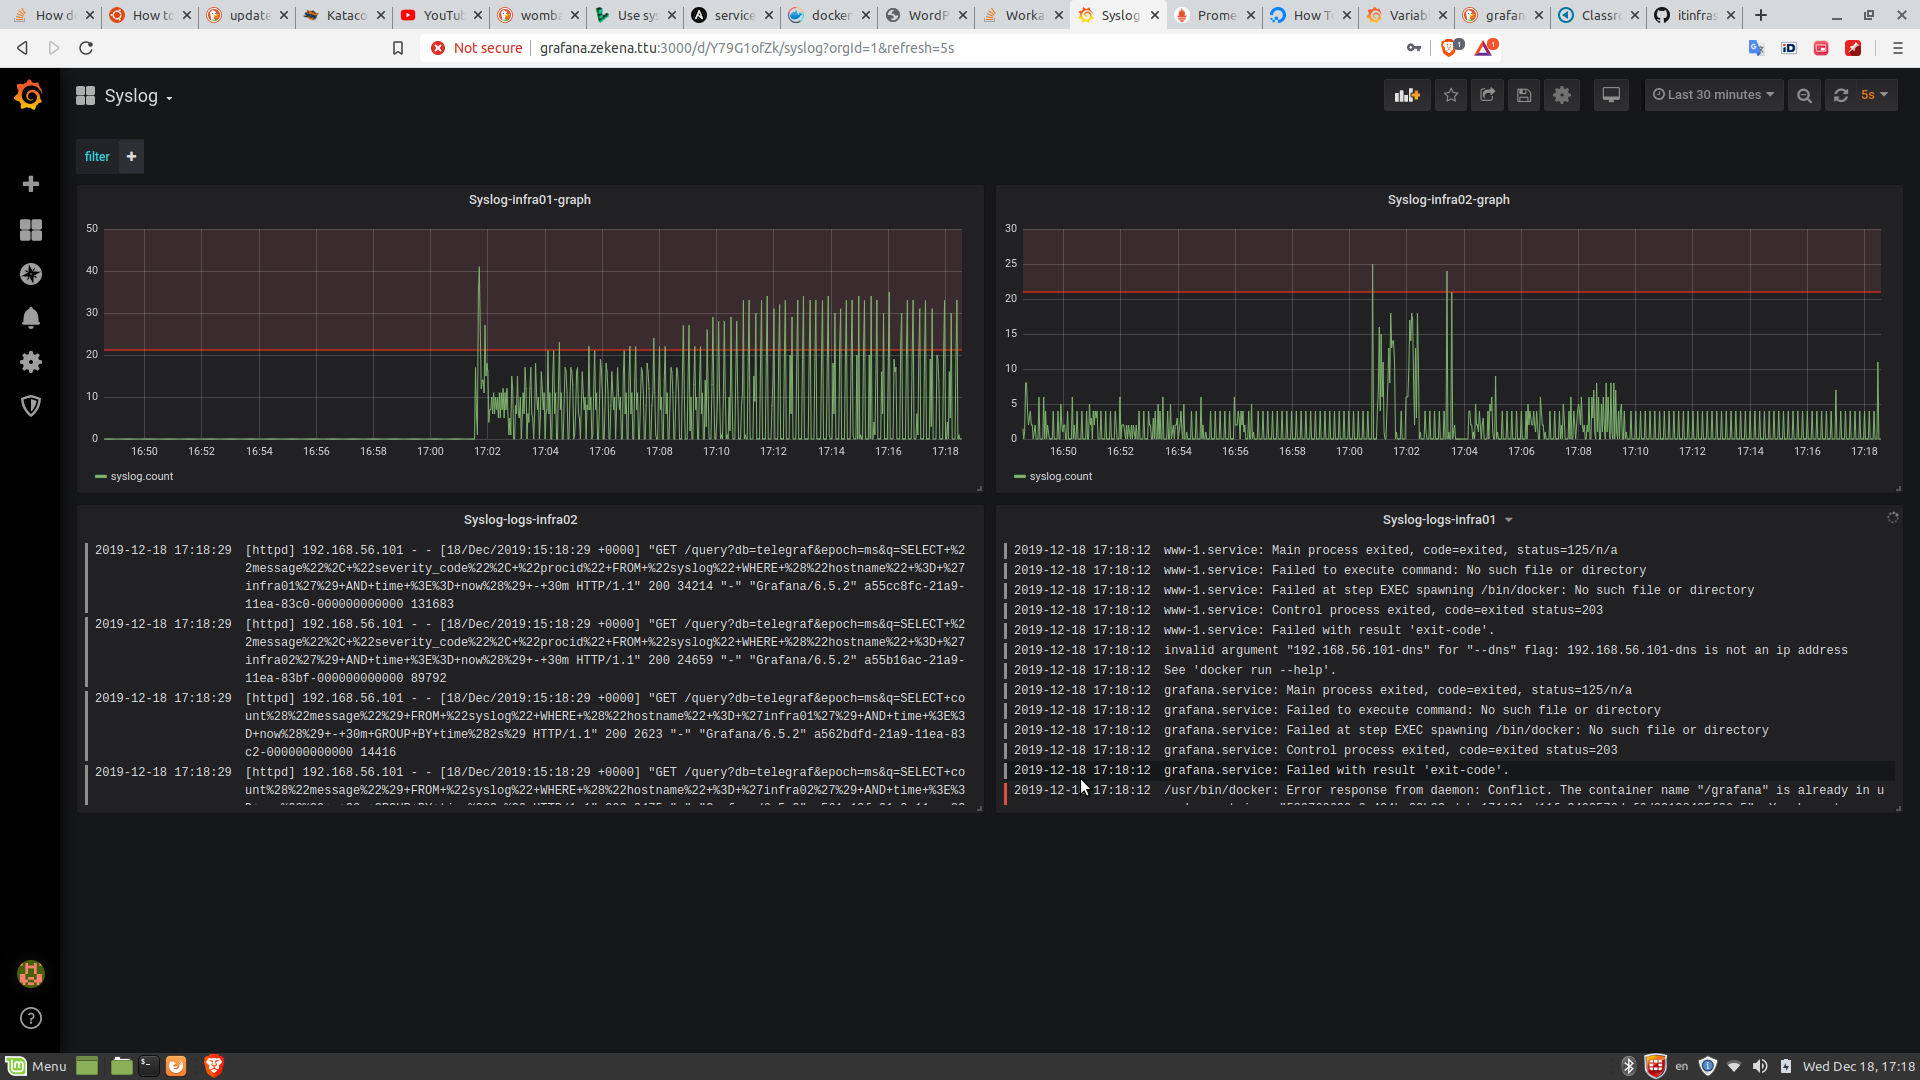 How d
How to
update
Kataco
YouTu
womb
Use sy
service
docker
WordP
Worka
Syslog
Prome
How T
Variab
grafan
Classr
itinfras
Not secure
grafana.zekena.ttu:3000/d/Y79G1ofZk/syslog?orgId=1&refresh=5s
1
1
iD
Syslog
Last 30 minutes
5s
filter
Syslog-infra01-graph
50
40
30
20
10
0
16:50 16:52 16:54 16:56 16:58 17:00 17:02 17:04 17:06 17:08 17:10 17:12 17:14 17:16 17:18
syslog.count
Syslog-infra02-graph
30
25
20
15
10
5
0
16:50 16:52 16:54 16:56 16:58 17:00 17:02 17:04 17:06 17:08 17:10 17:12 17:14 17:16 17:18
syslog.count
Syslog-logs-infra02
2019-12-18 17:18:29 [httpd] 192.168.56.101 - - [18/Dec/2019:15:18:29 +0000] "GET /query?db=telegraf&epoch=ms&q=SELECT+%2
2message%22%2C+%22severity_code%22%2C+%22procid%22+FROM+%22syslog%22+WHERE+%28%22hostname%22+%3D+%27
infra01%27%29+AND+time+%3E%3D+now%28%29+-+30m HTTP/1.1" 200 34214 "-" "Grafana/6.5.2" a55cc8fc-21a9-
11ea-83c0-000000000000 131683
2019-12-18 17:18:29 [httpd] 192.168.56.101 - - [18/Dec/2019:15:18:29 +0000] "GET /query?db=telegraf&epoch=ms&q=SELECT+%2
2message%22%2C+%22severity_code%22%2C+%22procid%22+FROM+%22syslog%22+WHERE+%28%22hostname%22+%3D+%27
infra02%27%29+AND+time+%3E%3D+now%28%29+-+30m HTTP/1.1" 200 24659 "-" "Grafana/6.5.2" a55b16ac-21a9-
11ea-83bf-000000000000 89792
2019-12-18 17:18:29 [httpd] 192.168.56.101 - - [18/Dec/2019:15:18:29 +0000] "GET /query?db=telegraf&epoch=ms&q=SELECT+co
unt%28%22message%22%29+FROM+%22syslog%22+WHERE+%28%22hostname%22+%3D+%27infra01%27%29+AND+time+%3E%3
D+now%28%29+-+30m+GROUP+BY+time%282s%29 HTTP/1.1" 200 2623 "-" "Grafana/6.5.2" a562bdfd-21a9-11ea-83
c2-000000000000 14416
2019-12-18 17:18:29 [httpd] 192.168.56.101 - - [18/Dec/2019:15:18:29 +0000] "GET /query?db=telegraf&epoch=ms&q=SELECT+co
unt%28%22message%22%29+FROM+%22syslog%22+WHERE+%28%22hostname%22+%3D+%27infra02%27%29+AND+time+%3E%3
Syslog-logs-infra01
2019-12-18 17:18:12 www-1.service: Main process exited, code=exited, status=125/n/a
2019-12-18 17:18:12 www-1.service: Failed to execute command: No such file or directory
2019-12-18 17:18:12 www-1.service: Failed at step EXEC spawning /bin/docker: No such file or directory
2019-12-18 17:18:12 www-1.service: Control process exited, code=exited status=203
2019-12-18 17:18:12 www-1.service: Failed with result 'exit-code'.
2019-12-18 17:18:12 invalid argument "192.168.56.101-dns" for "--dns" flag: 192.168.56.101-dns is not an ip address
2019-12-18 17:18:12 See 'docker run --help'.
2019-12-18 17:18:12 grafana.service: Main process exited, code=exited, status=125/n/a
2019-12-18 17:18:12 grafana.service: Failed to execute command: No such file or directory
2019-12-18 17:18:12 grafana.service: Failed at step EXEC spawning /bin/docker: No such file or directory
2019-12-18 17:18:12 grafana.service: Control process exited, code=exited status=203
2019-12-18 17:18:12 grafana.service: Failed with result 'exit-code'.
2019-12-18 17:18:12 /usr/bin/docker: Error response from daemon: Conflict. The container name "/grafana" is already in u
Menu
en
Wed Dec 18, 17:18